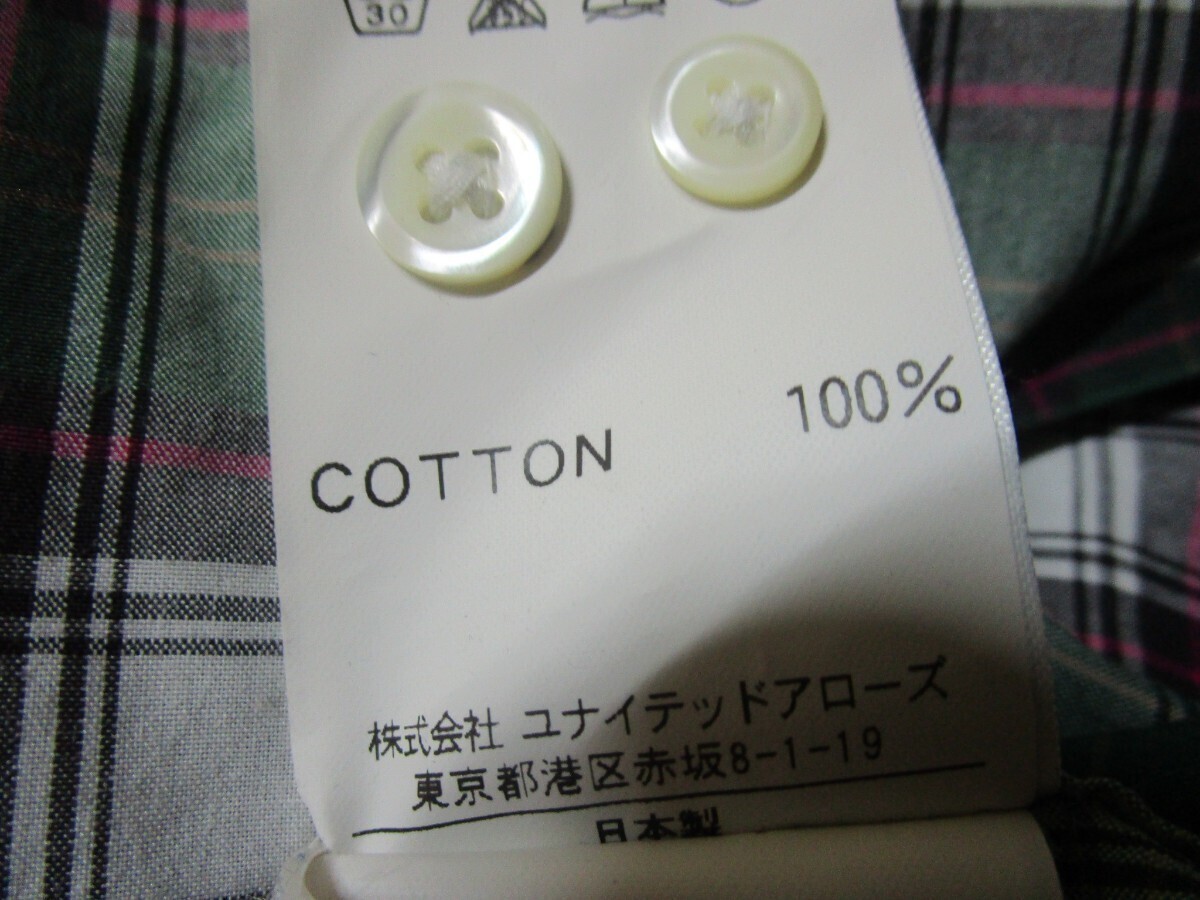 30
COTTON 100%
株式会社 ユナイテッドアローズ
東京都港区赤坂8-1-19
日本製